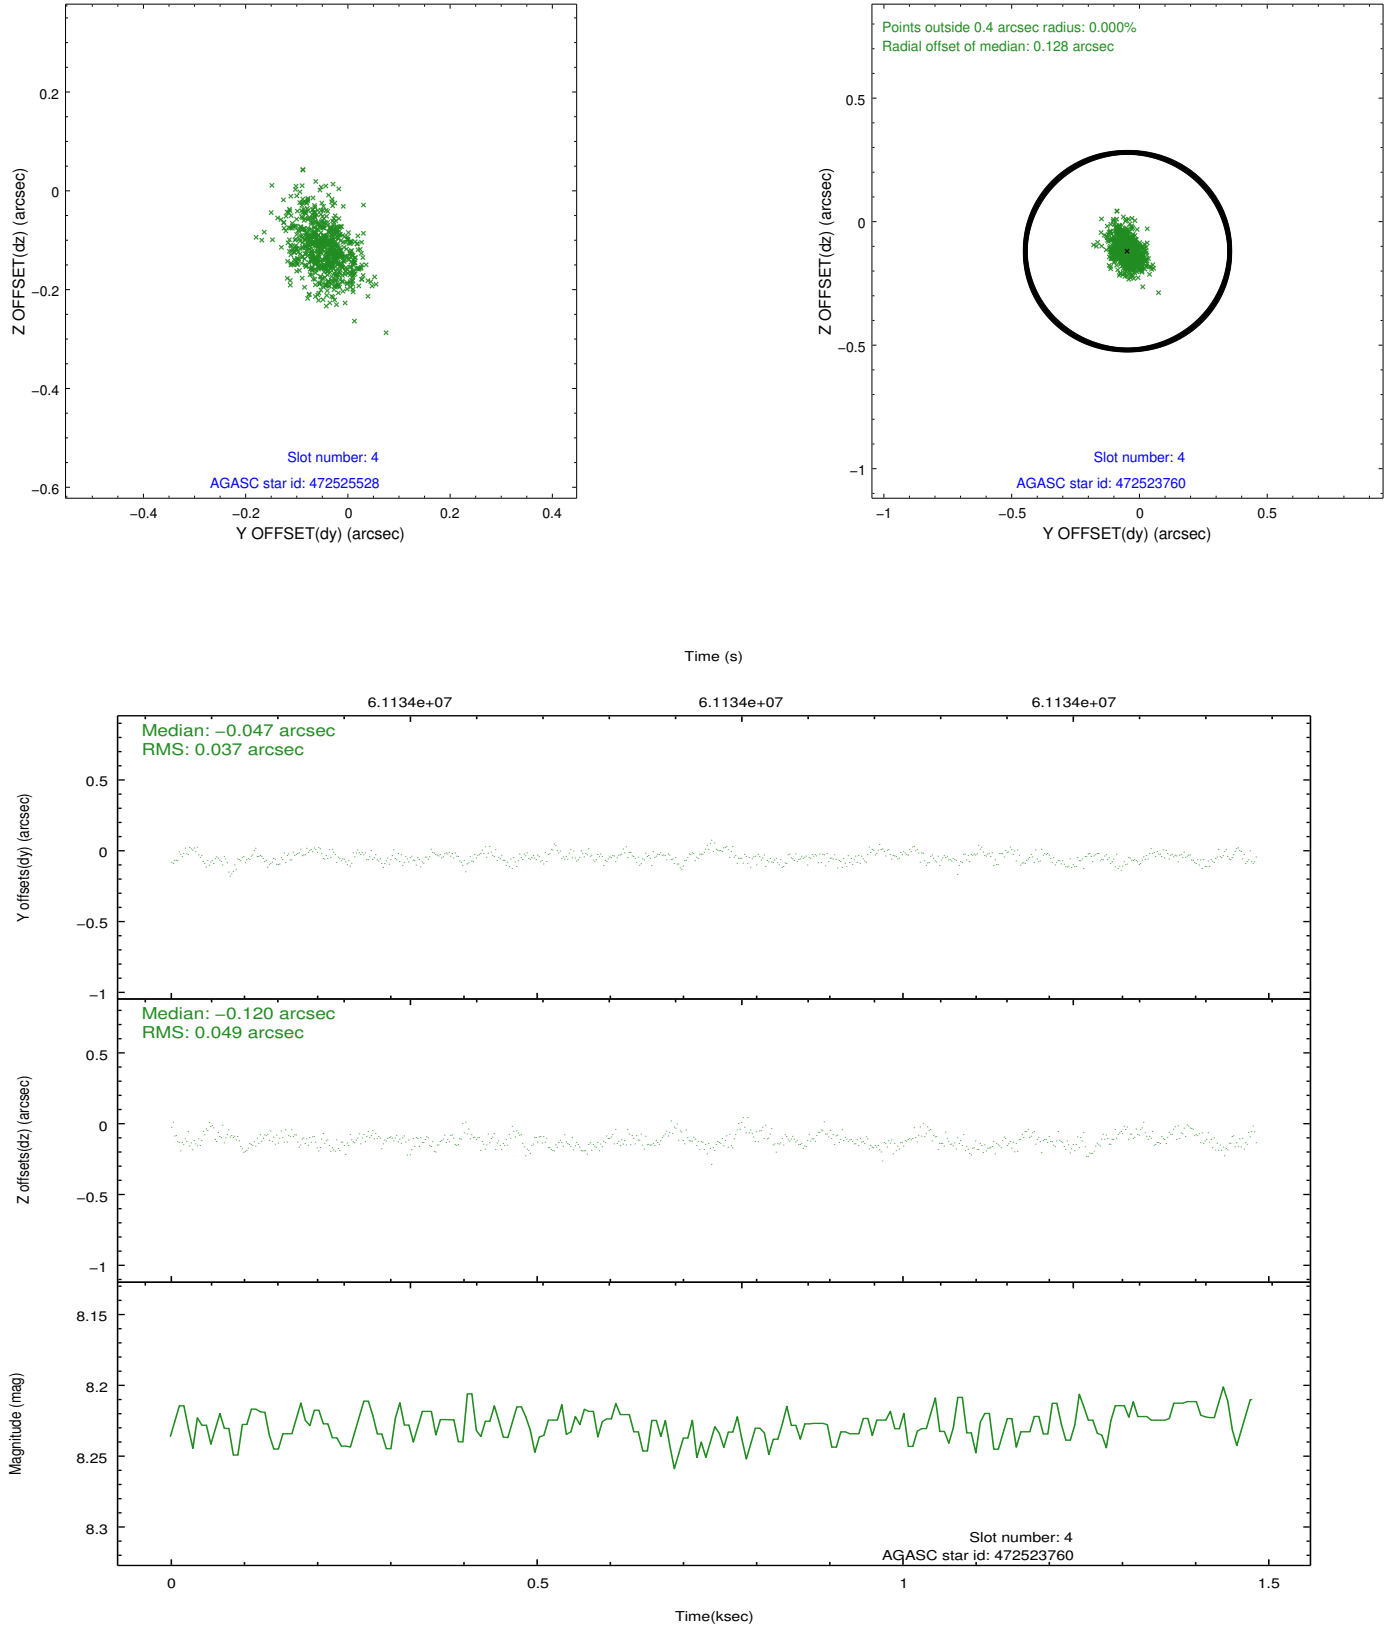 0.2
0
−0.2
−0.4
−0.6
Z OFFSET(dz) (arcsec)
Slot number: 4
AGASC star id: 472525528
−0.4
−0.2
0
0.2
0.4
Y OFFSET(dy) (arcsec)
Points outside 0.4 arcsec radius: 0.000%
Radial offset of median: 0.128 arcsec
0.5
0
−0.5
−1
Z OFFSET(dz) (arcsec)
Slot number: 4
AGASC star id: 472523760
−1
−0.5
0
0.5
Y OFFSET(dy) (arcsec)
Time (s)
6.1134e+07
6.1134e+07
6.1134e+07
Median: −0.047 arcsec
RMS: 0.037 arcsec
0.5
0
−0.5
−1
Y offsets(dy) (arcsec)
Median: −0.120 arcsec
RMS: 0.049 arcsec
0.5
0
−0.5
−1
Z offsets(dz) (arcsec)
8.15
8.2
8.25
8.3
Magnitude (mag)
Slot number: 4
AGASC star id: 472523760
0
0.5
1
1.5
Time(ksec)